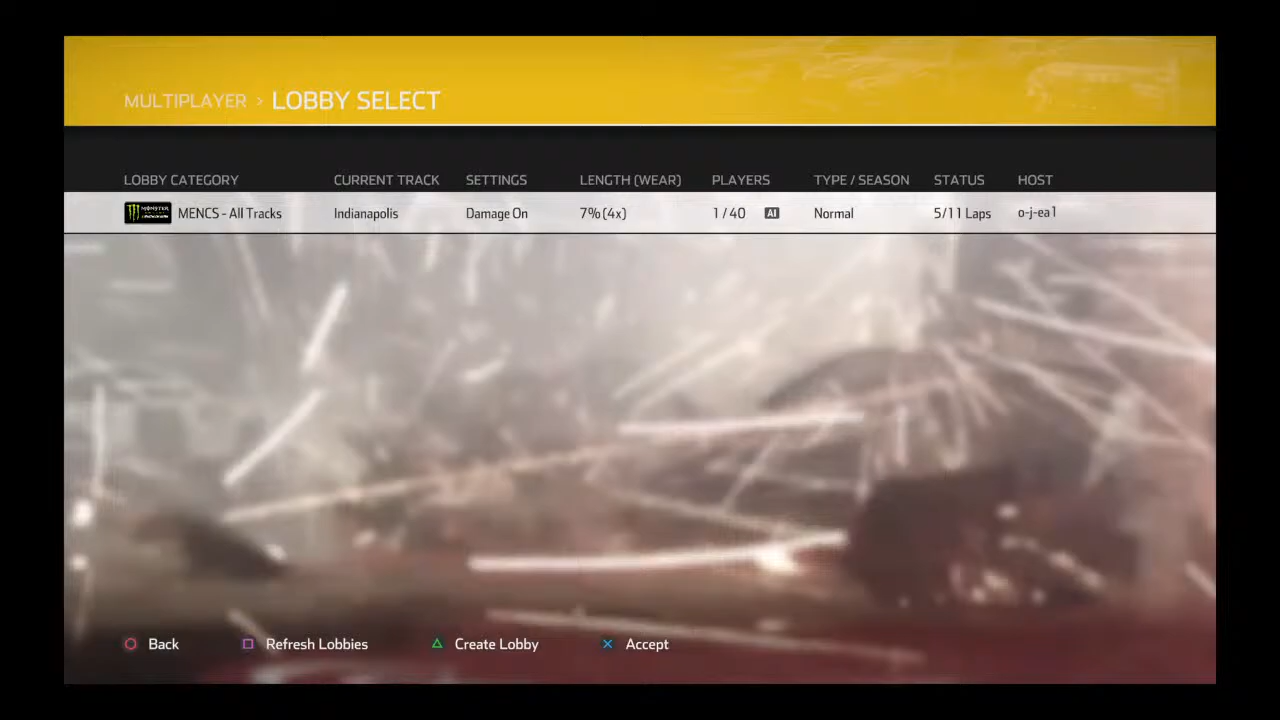 MULTIPLAYER > LOBBY SELECT
LOBBY CATEGORY CURRENT TRACK SETTINGS LENGTH (WEAR) PLAYERS TYPE / SEASON STATUS HOST
MONSTER MENCS - All Tracks Indianapolis Damage On 7% (4x) 1 / 40 AI Normal 5/11 Laps o-j-ea1
Back Refresh Lobbies Create Lobby Accept